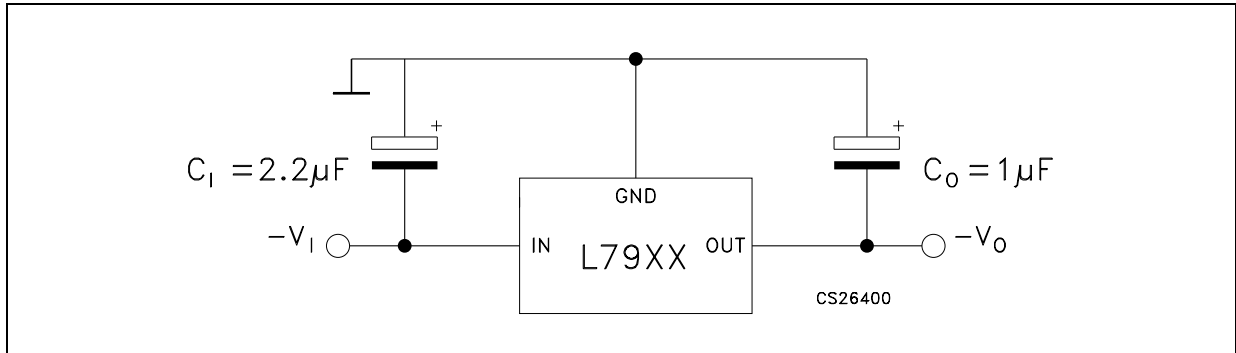 +
+
C_I = 2.2µF
C_O = 1µF
GND
-V_I
IN
L79XX
OUT
-V_O
CS26400